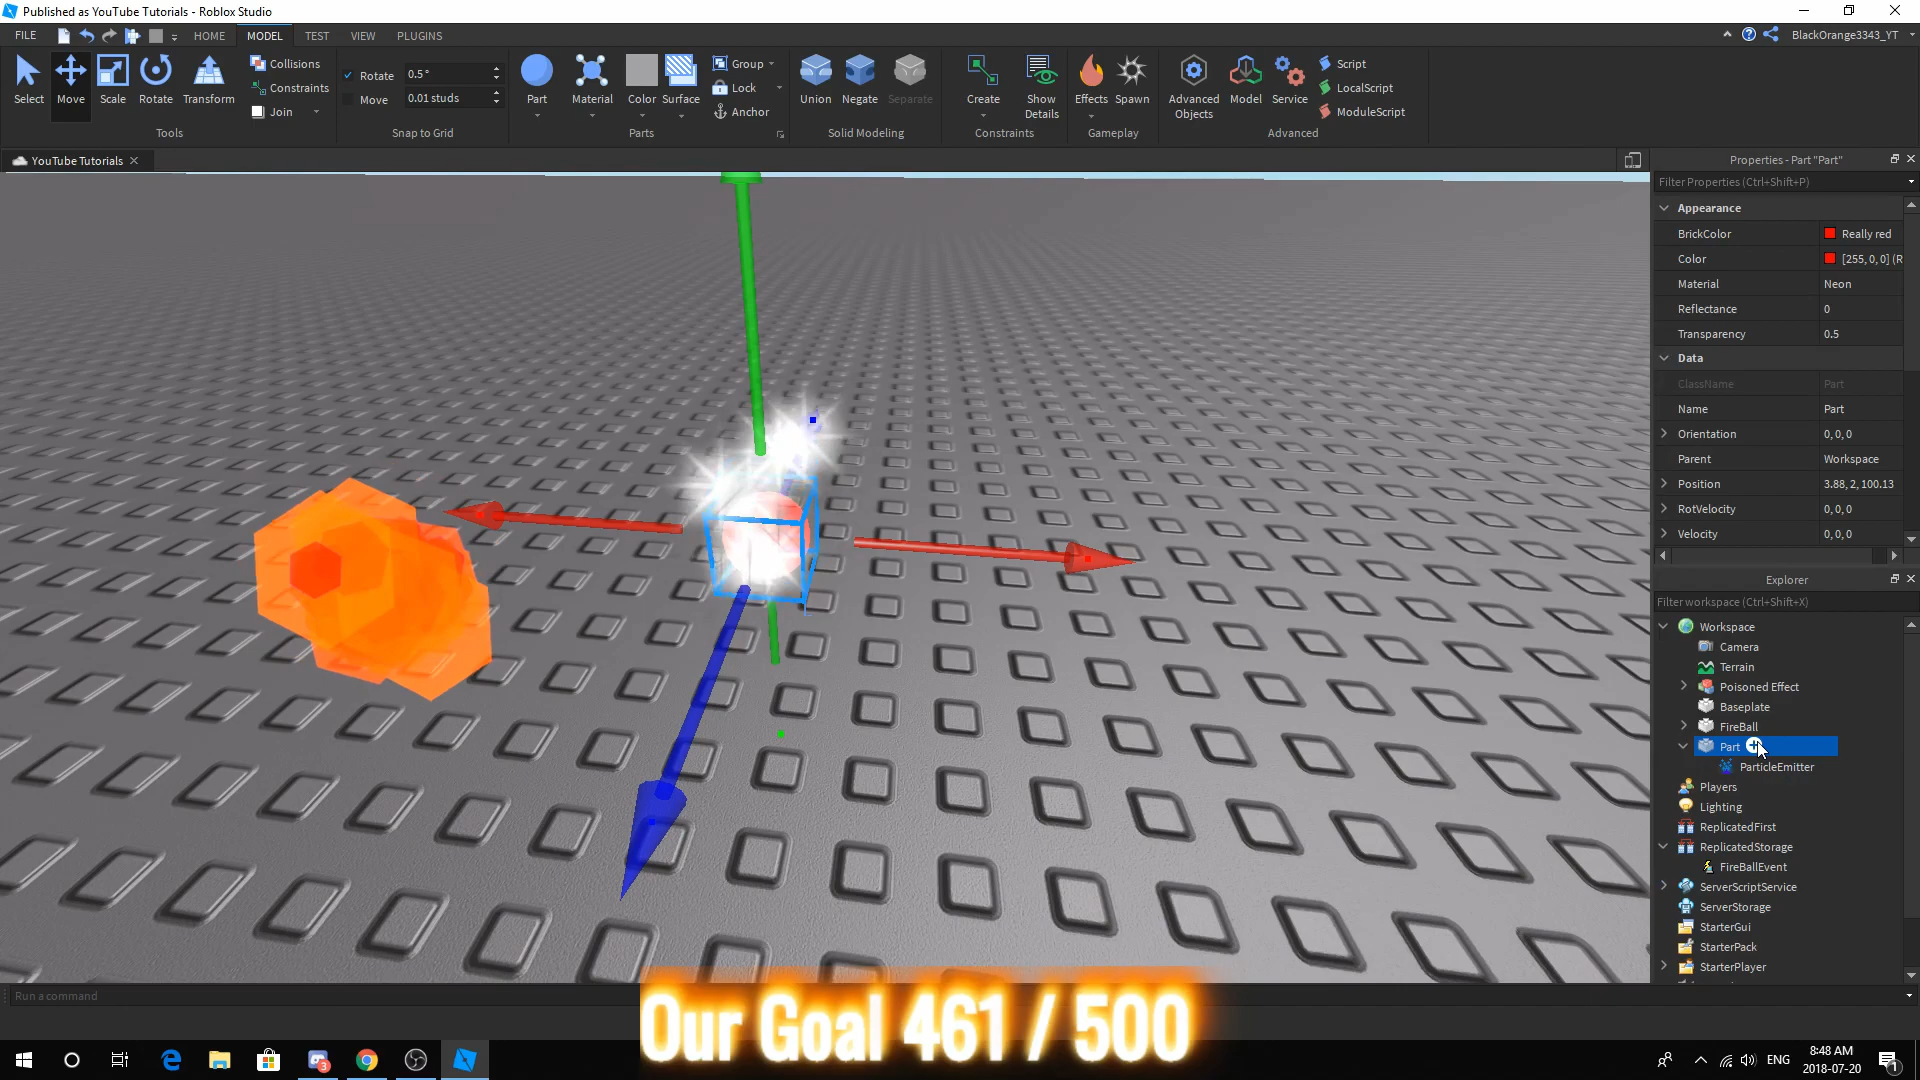 Published as YouTube Tutorials - Roblox Studio
FILE HOME MODEL TEST VIEW PLUGINS BlackOrange3343_YT
Select Move Scale Rotate Transform
Collisions
Constraints
Join
Tools
Rotate 0.5°
Move 0.01 studs
Snap to Grid
Part Material Color Surface
Group
Lock
Anchor
Parts
Union Negate Separate
Solid Modeling
Create Show Details
Constraints
Effects Spawn
Gameplay
Advanced Objects Model Service
Script
LocalScript
ModuleScript
Advanced
YouTube Tutorials
Properties - Part "Part"
Filter Properties (Ctrl+Shift+P)
Appearance
BrickColor Really red
Color [255, 0, 0] (R
Material Neon
Reflectance 0
Transparency 0.5
Data
ClassName Part
Name Part
Orientation 0, 0, 0
Parent Workspace
Position 3.88, 2, 100.13
RotVelocity 0, 0, 0
Velocity 0, 0, 0
Explorer
Filter workspace (Ctrl+Shift+X)
Workspace
Camera
Terrain
Poisoned Effect
Baseplate
FireBall
Part
ParticleEmitter
Players
Lighting
ReplicatedFirst
ReplicatedStorage
FireBallEvent
ServerScriptService
ServerStorage
StarterGui
StarterPack
StarterPlayer
Run a command
Our Goal 461 / 500
3
ENG
8:48 AM
2018-07-20
1